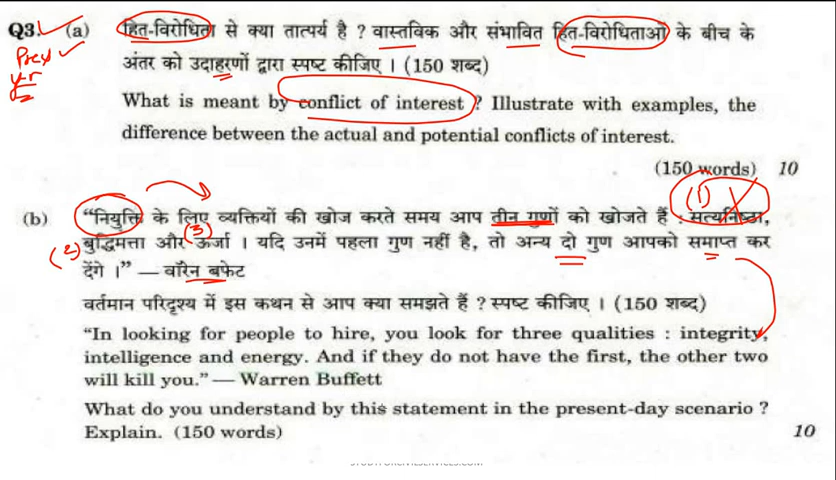 Q3. (a) हित-विरोधिता से क्या तात्पर्य है ? वास्तविक और संभावित हित-विरोधिताओं के बीच के
Prev
yr
अंतर को उदाहरणों द्वारा स्पष्ट कीजिए । (150 शब्द)
What is meant by conflict of interest ? Illustrate with examples, the
difference between the actual and potential conflicts of interest.
(150 words) 10
(1)
(b) “नियुक्ति के लिए व्यक्तियों की खोज करते समय आप तीन गुणों को खोजते हैं : सत्यनिष्ठा,
(2) (3)
बुद्धिमत्ता और ऊर्जा । यदि उनमें पहला गुण नहीं है, तो अन्य दो गुण आपको समाप्त कर
देंगे ।” — वॉरेन बफेट
वर्तमान परिदृश्य में इस कथन से आप क्या समझते हैं ? स्पष्ट कीजिए । (150 शब्द)
“In looking for people to hire, you look for three qualities : integrity,
intelligence and energy. And if they do not have the first, the other two
will kill you.” — Warren Buffett
What do you understand by this statement in the present-day scenario ?
Explain. (150 words) 10